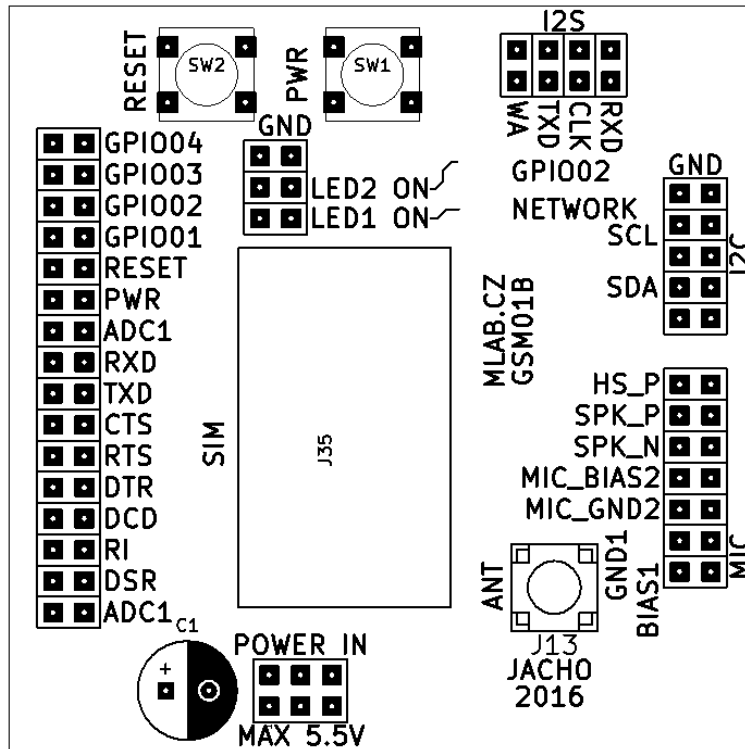 I2S
RESET
SW2
PWR
SW1
WA
TXD
CLK
RXD
GND
GPIO04
GPIO03
GPIO02
GPIO01
RESET
PWR
ADC1
RXD
TXD
CTS
RTS
DTR
DCD
RI
DSR
ADC1
LED2 ON
LED1 ON
GPIO02
NETWORK
GND
SCL
SDA
I2C
MLAB.CZ
GSM01B
SIM
J35
HS_P
SPK_P
SPK_N
MIC_BIAS2
MIC_GND2
MIC
GND1
BIAS1
ANT
J13
JACHO
2016
C1
+
POWER IN
MAX 5.5V